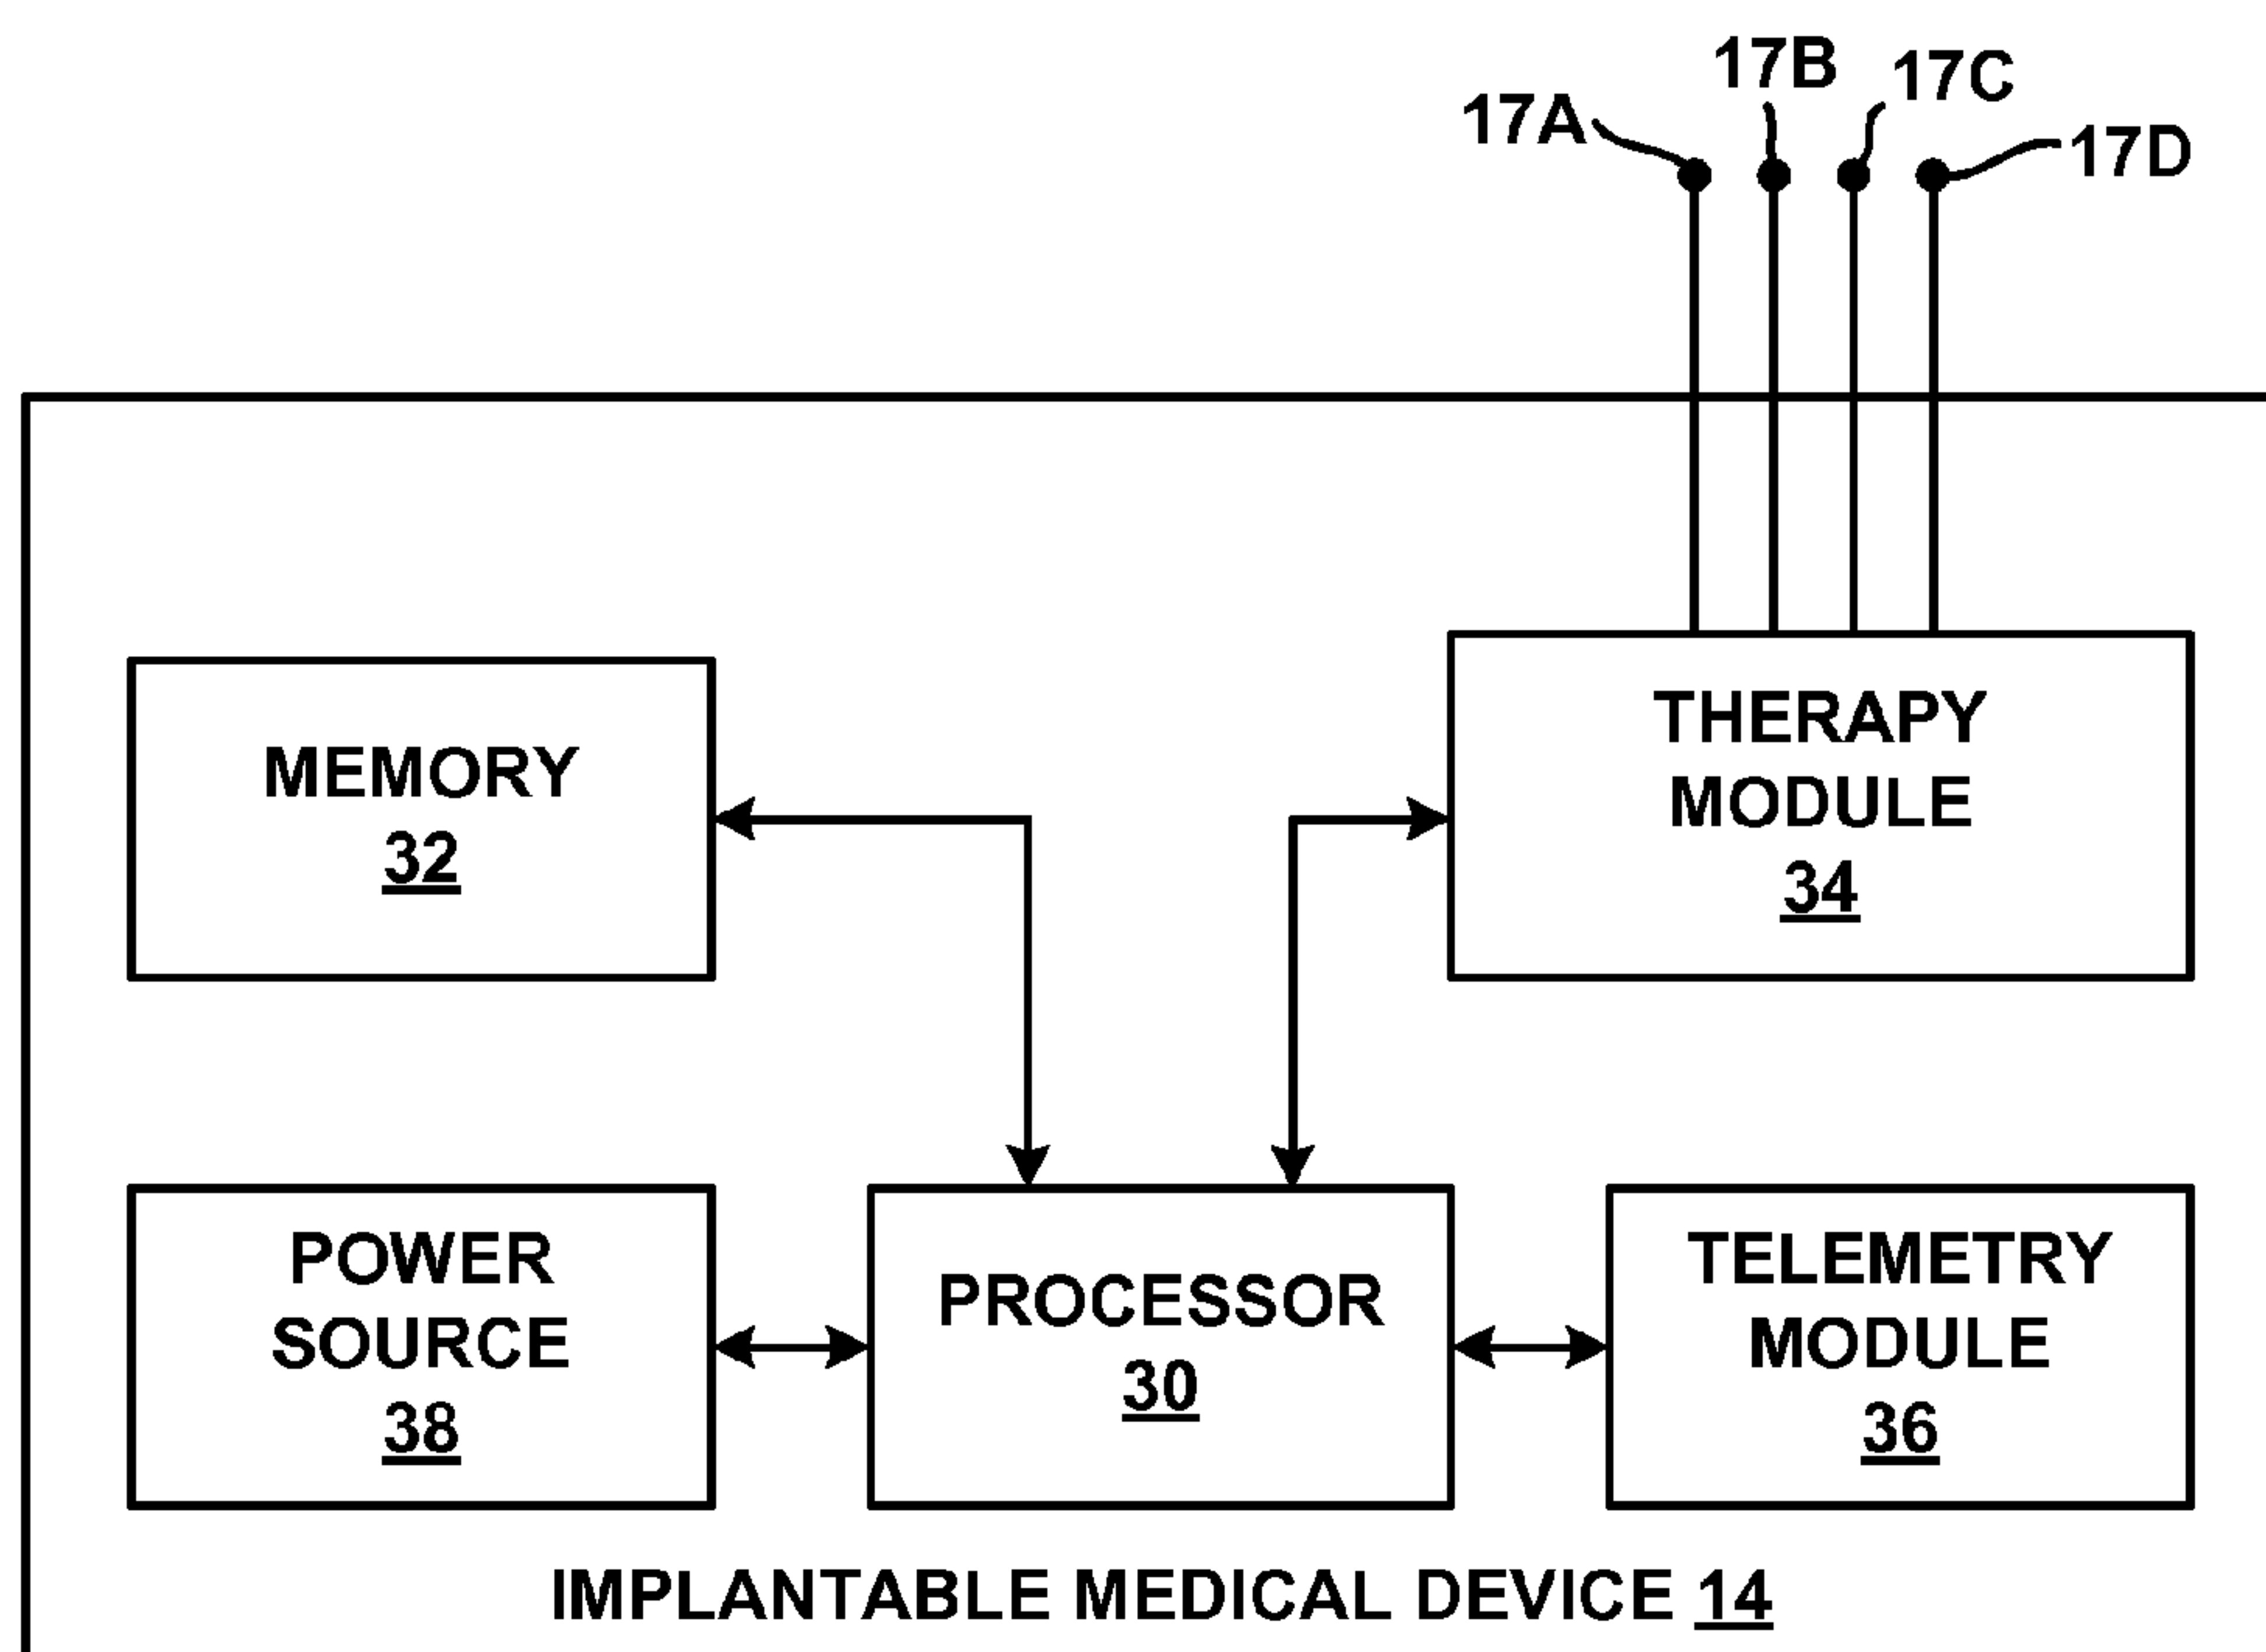 17A
17B
17C
17D
MEMORY
32
THERAPY
MODULE
34
POWER
SOURCE
38
PROCESSOR
30
TELEMETRY
MODULE
36
IMPLANTABLE MEDICAL DEVICE 14